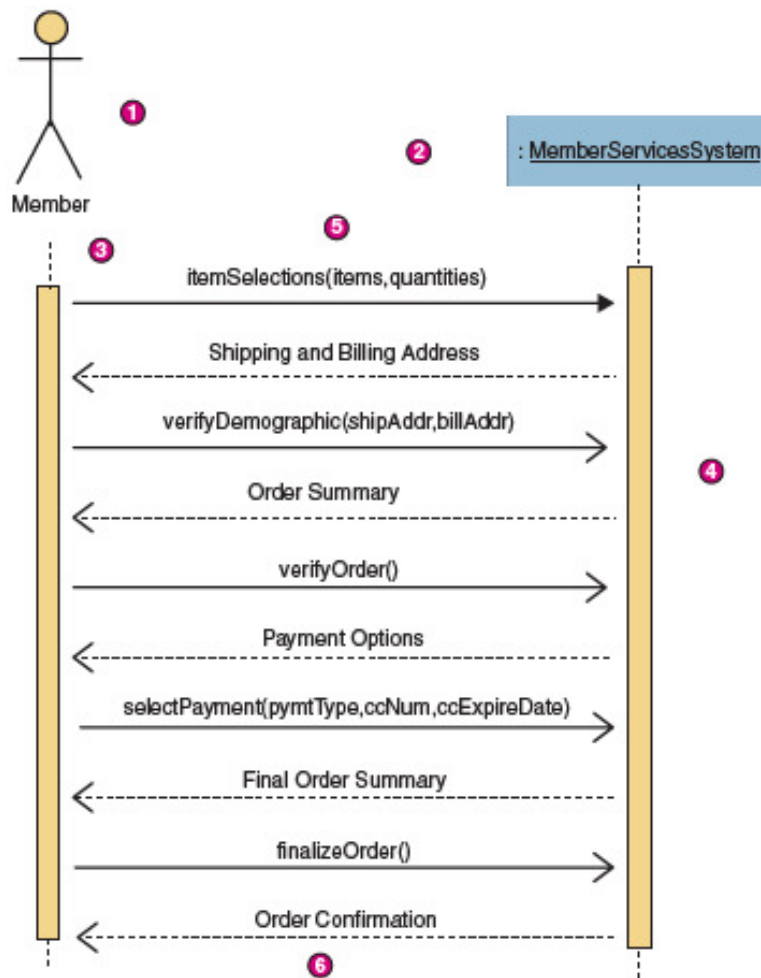 1
2
: MemberServicesSystem
Member
3
5
itemSelections(items,quantities)
Shipping and Billing Address
verifyDemographic(shipAddr,billAddr)
4
Order Summary
verifyOrder()
Payment Options
selectPayment(pymtType,ccNum,ccExpireDate)
Final Order Summary
finalizeOrder()
Order Confirmation
6